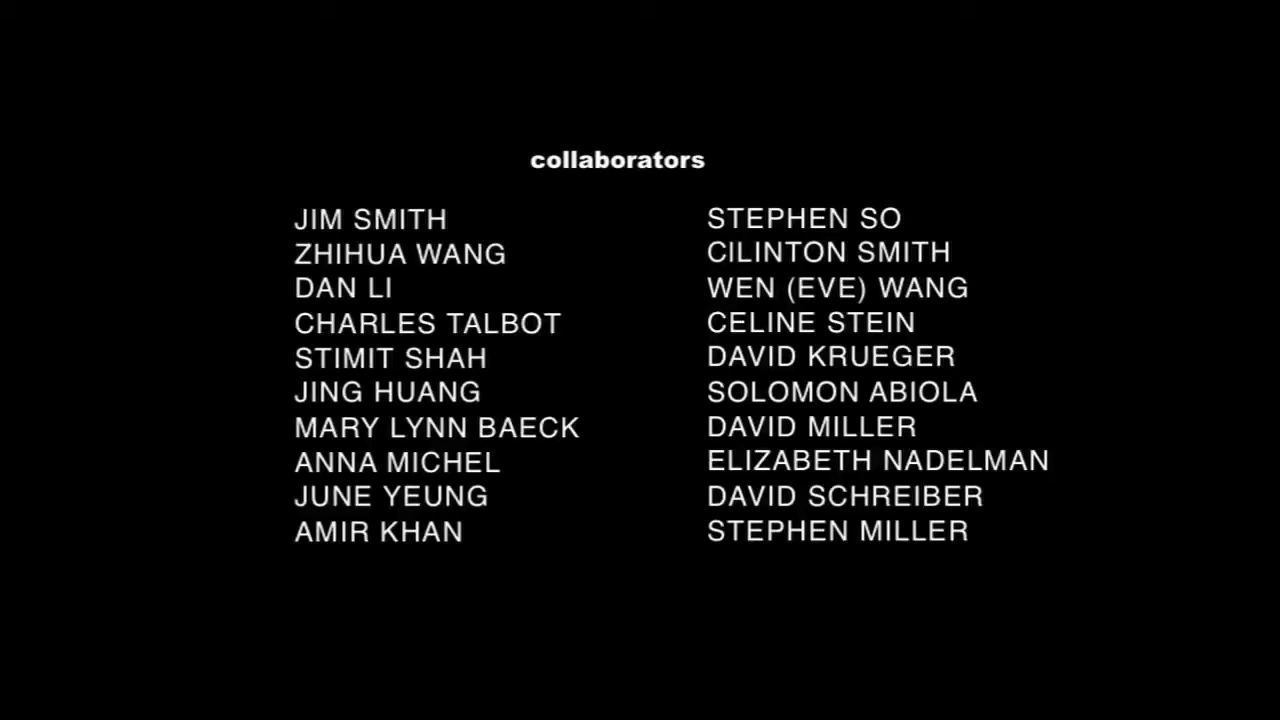 collaborators
JIM SMITH
ZHIHUA WANG
DAN LI
CHARLES TALBOT
STIMIT SHAH
JING HUANG
MARY LYNN BAECK
ANNA MICHEL
JUNE YEUNG
AMIR KHAN
STEPHEN SO
CILINTON SMITH
WEN (EVE) WANG
CELINE STEIN
DAVID KRUEGER
SOLOMON ABIOLA
DAVID MILLER
ELIZABETH NADELMAN
DAVID SCHREIBER
STEPHEN MILLER